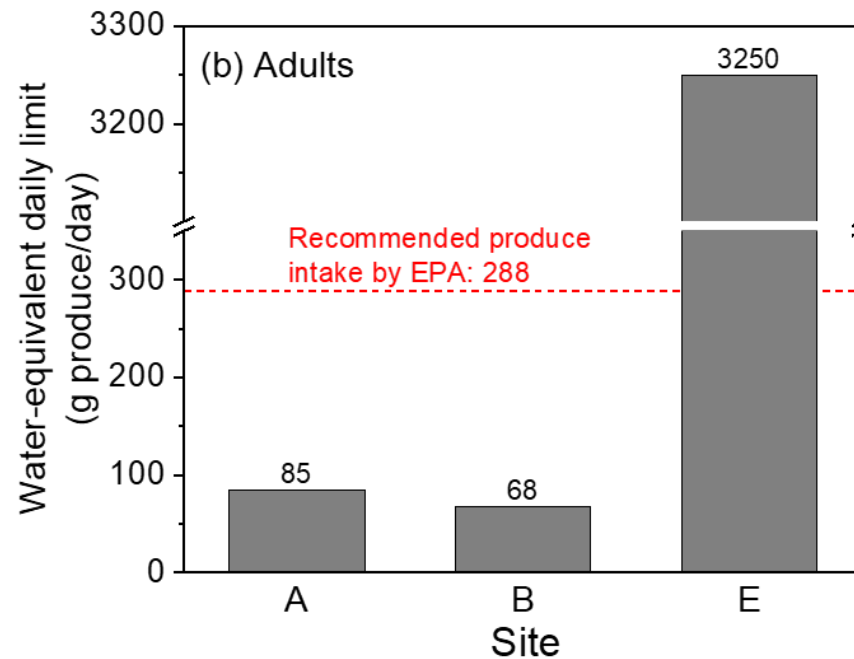 3300
3200
300
200
100
0
Water-equivalent daily limit
(g produce/day)
(b) Adults
3250
Recommended produce
intake by EPA: 288
85
68
A
B
E
Site